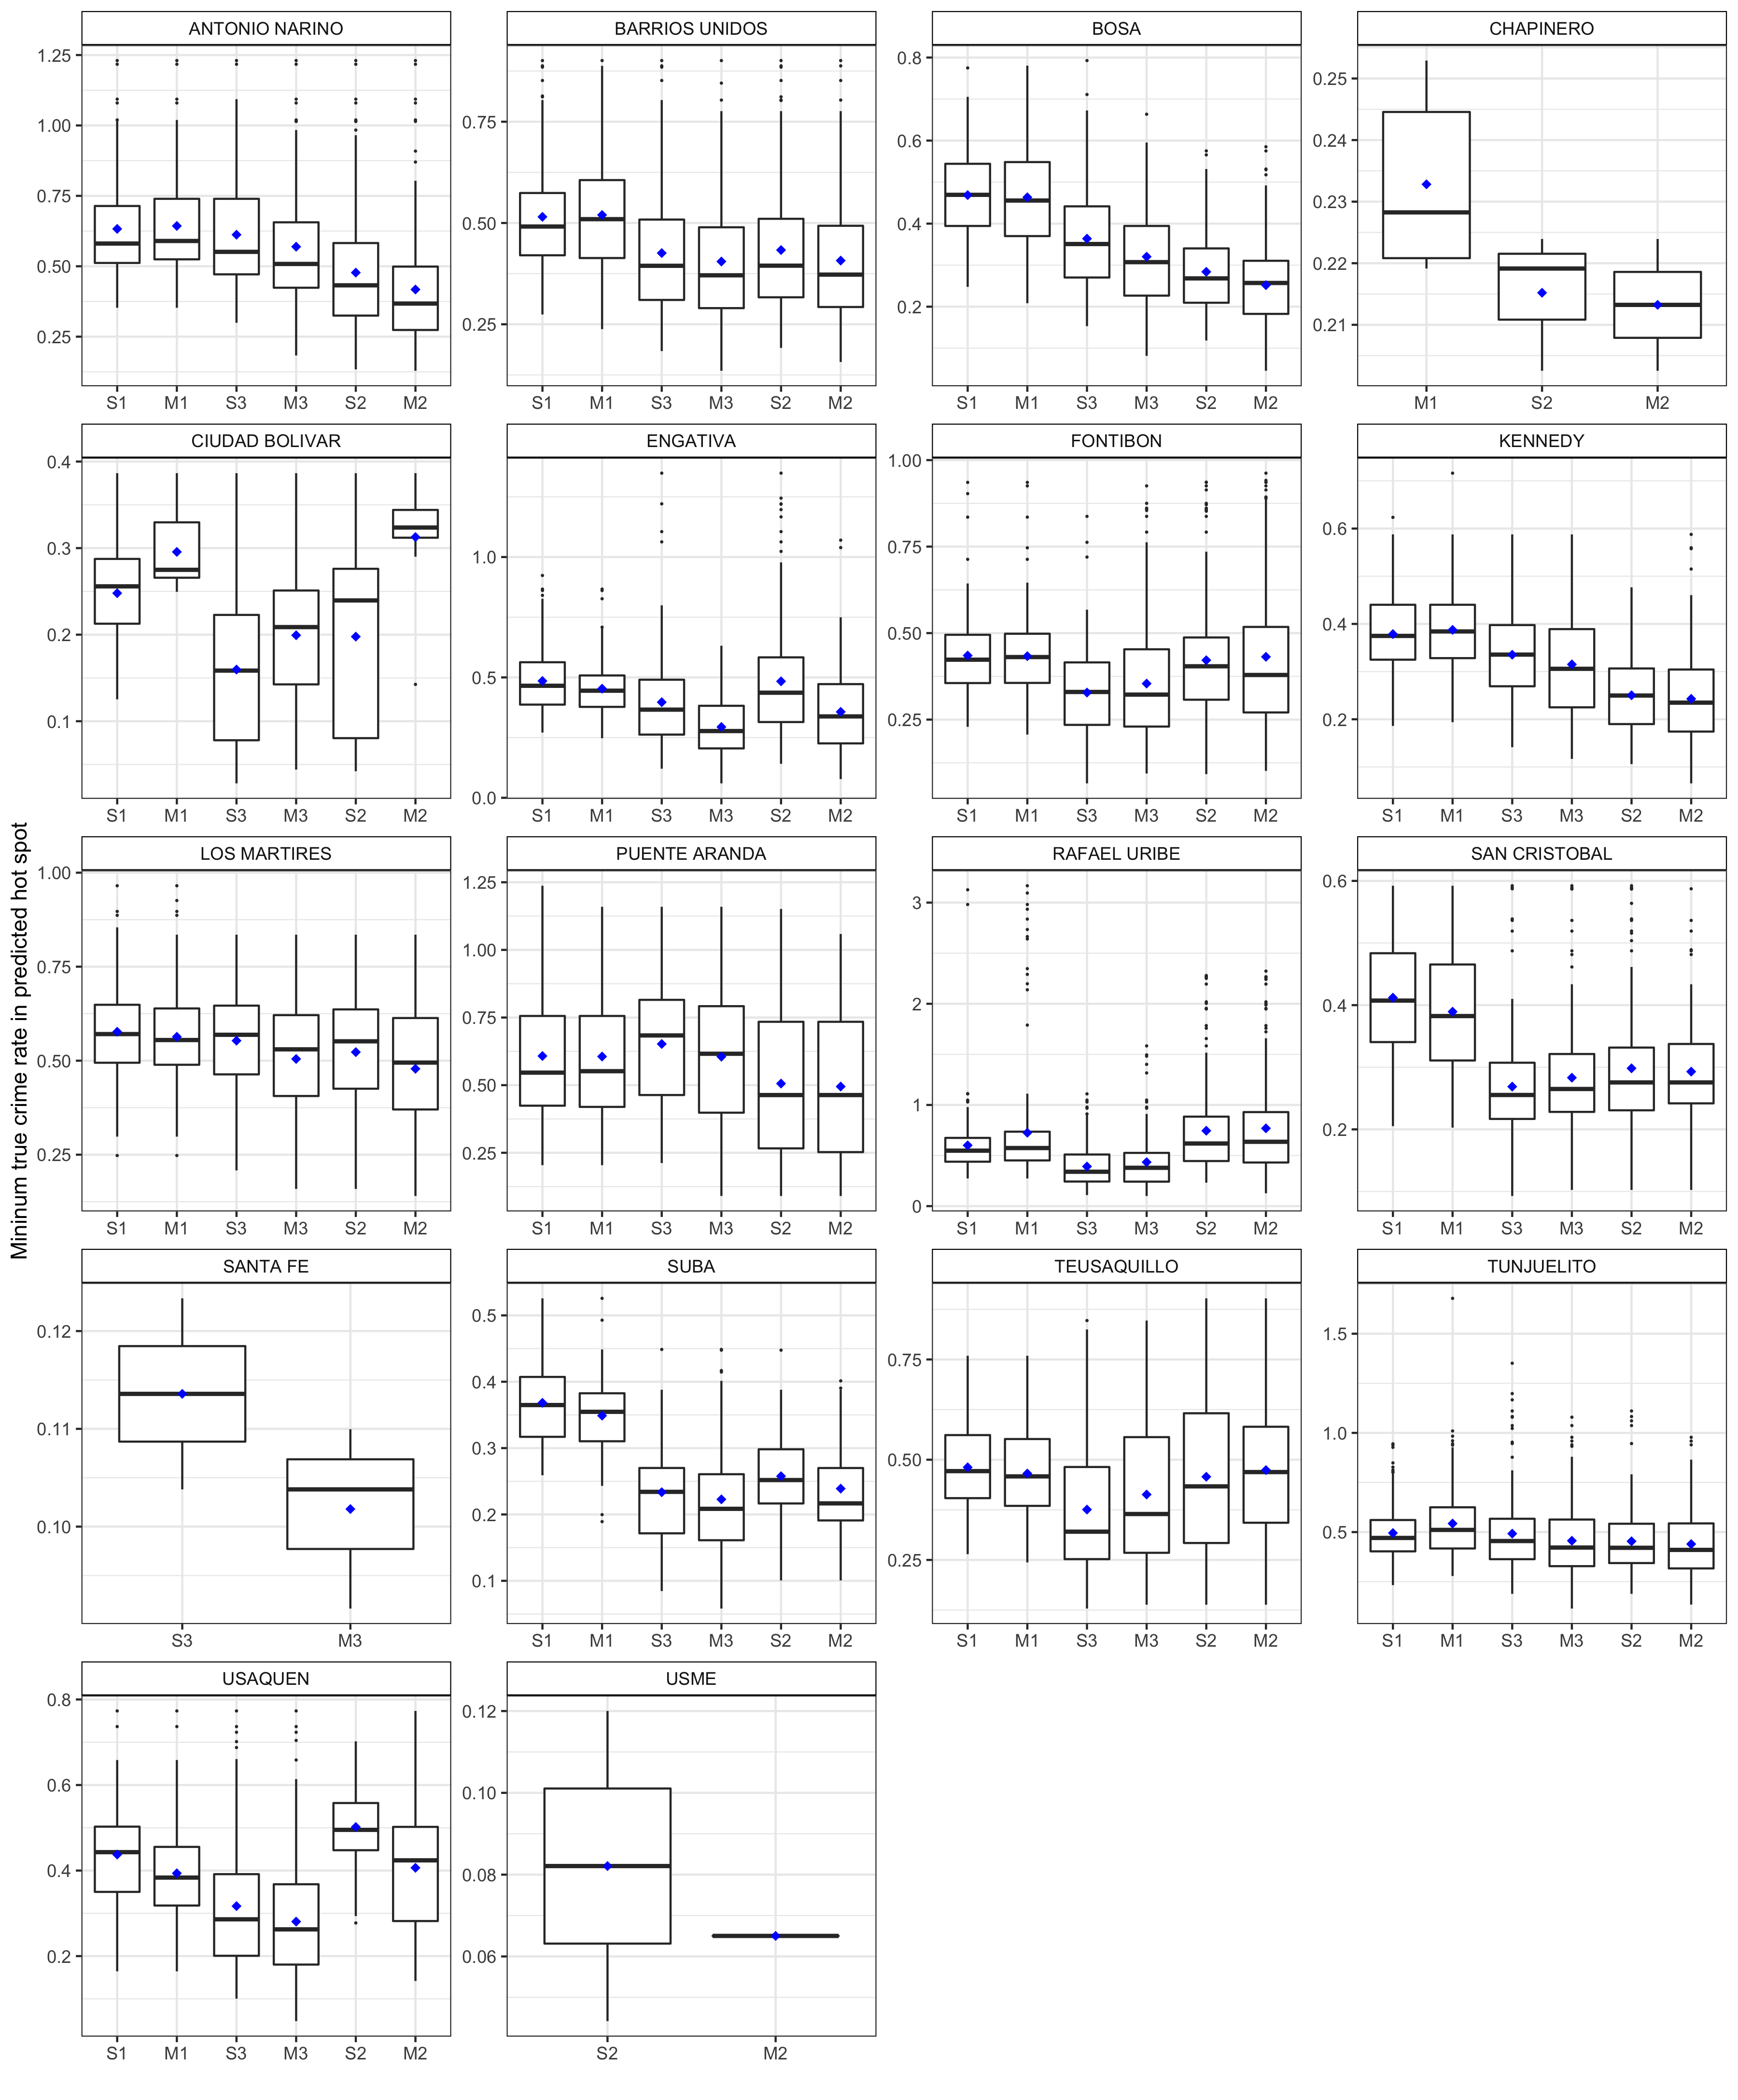 Mininum true crime rate in predicted hot spot
ANTONIO NARINO
1.25
1.00
0.75
0.50
0.25
S1 M1 S3 M3 S2 M2
BARRIOS UNIDOS
0.75
0.50
0.25
S1 M1 S3 M3 S2 M2
BOSA
0.8
0.6
0.4
0.2
S1 M1 S3 M3 S2 M2
CHAPINERO
0.25
0.24
0.23
0.22
0.21
M1 S2 M2
CIUDAD BOLIVAR
0.4
0.3
0.2
0.1
S1 M1 S3 M3 S2 M2
ENGATIVA
1.0
0.5
0.0
S1 M1 S3 M3 S2 M2
FONTIBON
1.00
0.75
0.50
0.25
S1 M1 S3 M3 S2 M2
KENNEDY
0.6
0.4
0.2
S1 M1 S3 M3 S2 M2
LOS MARTIRES
1.00
0.75
0.50
0.25
S1 M1 S3 M3 S2 M2
PUENTE ARANDA
1.25
1.00
0.75
0.50
0.25
S1 M1 S3 M3 S2 M2
RAFAEL URIBE
3
2
1
0
S1 M1 S3 M3 S2 M2
SAN CRISTOBAL
0.6
0.4
0.2
S1 M1 S3 M3 S2 M2
SANTA FE
0.12
0.11
0.10
S3 M3
SUBA
0.5
0.4
0.3
0.2
0.1
S1 M1 S3 M3 S2 M2
TEUSAQUILLO
0.75
0.50
0.25
S1 M1 S3 M3 S2 M2
TUNJUELITO
1.5
1.0
0.5
S1 M1 S3 M3 S2 M2
USAQUEN
0.8
0.6
0.4
0.2
S1 M1 S3 M3 S2 M2
USME
0.12
0.10
0.08
0.06
S2 M2